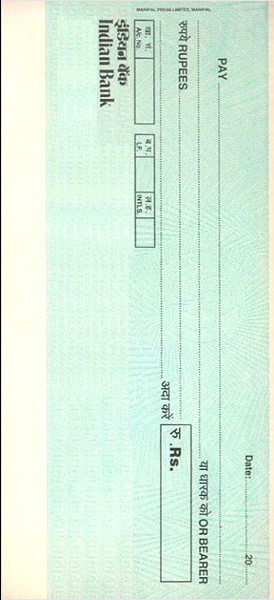 Date: ....................20..........
PAY
या धारक को OR BEARER
रुपये RUPEES
अदा करें
रु. Rs.
खा. सं.
A/c. No.
ब.प.
LF.
ल.ह.
INTLS.
इंडियन बैंक
Indian Bank
MANIPAL PRESS LIMITED, MANIPAL